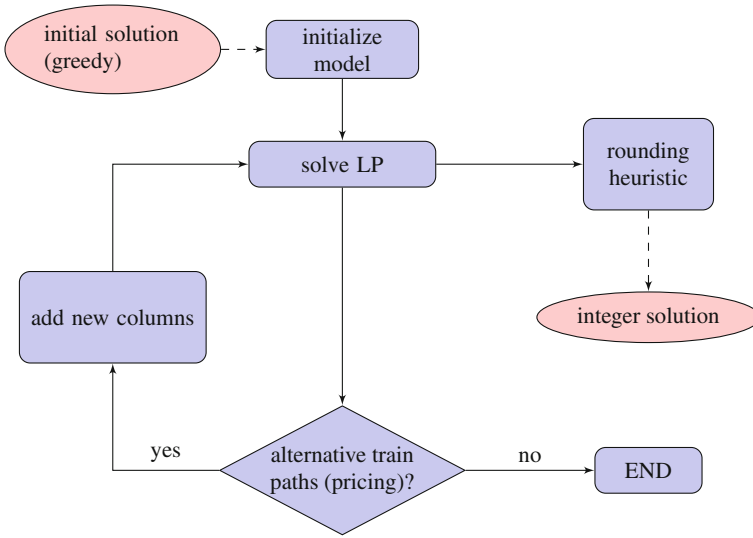 initial solution
(greedy)
initialize
model
solve LP
rounding
heuristic
add new columns
integer solution
yes
alternative train
paths (pricing)?
no
END